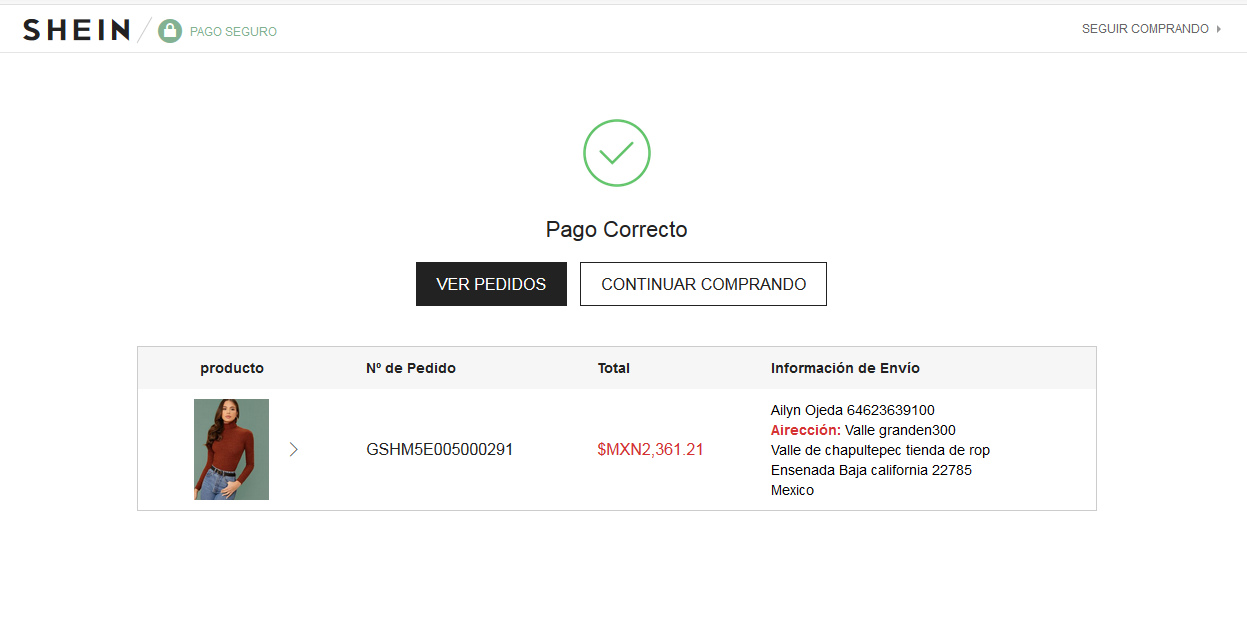 SHEIN
PAGO SEGURO
SEGUIR COMPRANDO
Pago Correcto
VER PEDIDOS
CONTINUAR COMPRANDO
producto
Nº de Pedido
Total
Información de Envío
GSHM5E005000291
$MXN2,361.21
Ailyn Ojeda 64623639100
Airección: Valle granden300
Valle de chapultepec tienda de rop
Ensenada Baja california 22785
Mexico